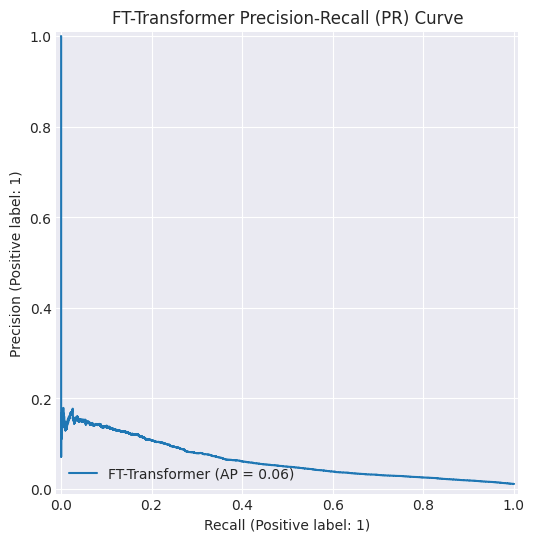 FT-Transformer Precision-Recall (PR) Curve
1.0
0.8
0.6
0.4
0.2
0.0
Precision (Positive label: 1)
FT-Transformer (AP = 0.06)
0.0 0.2 0.4 0.6 0.8 1.0
Recall (Positive label: 1)